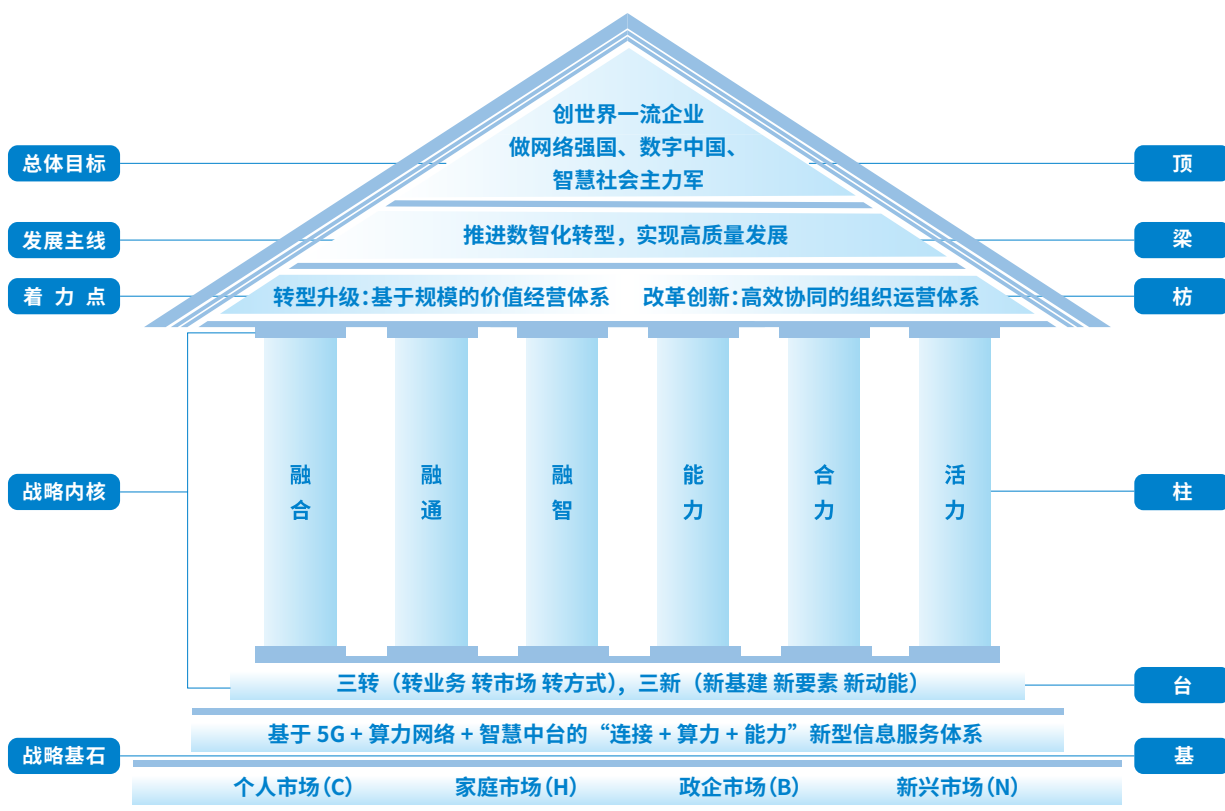 创世界一流企业
做网络强国、数字中国、
智慧社会主力军
总体目标
顶
发展主线
推进数智化转型，实现高质量发展
梁
着力点
转型升级：基于规模的价值经营体系 改革创新：高效协同的组织运营体系
枋
战略内核
融合
融通
融智
能力
合力
活力
柱
三转（转业务 转市场 转方式），三新（新基建 新要素 新动能）
台
基于 5G + 算力网络 + 智慧中台的“连接 + 算力 + 能力”新型信息服务体系
战略基石
基
个人市场（C） 家庭市场（H） 政企市场（B） 新兴市场（N）